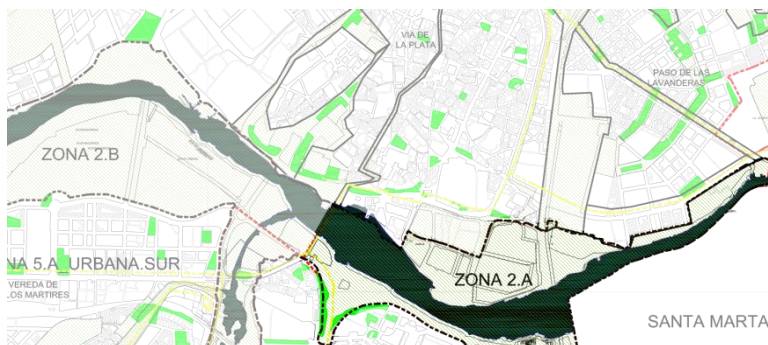 VIA DE
LA PLATA
PASO DE LAS
LAVANDERAS
ZONA 2.B
NA 5.A_URBANA.SUR
VEREDA DE
LOS MARTIRES
ZONA 2.A
SANTA MARTA